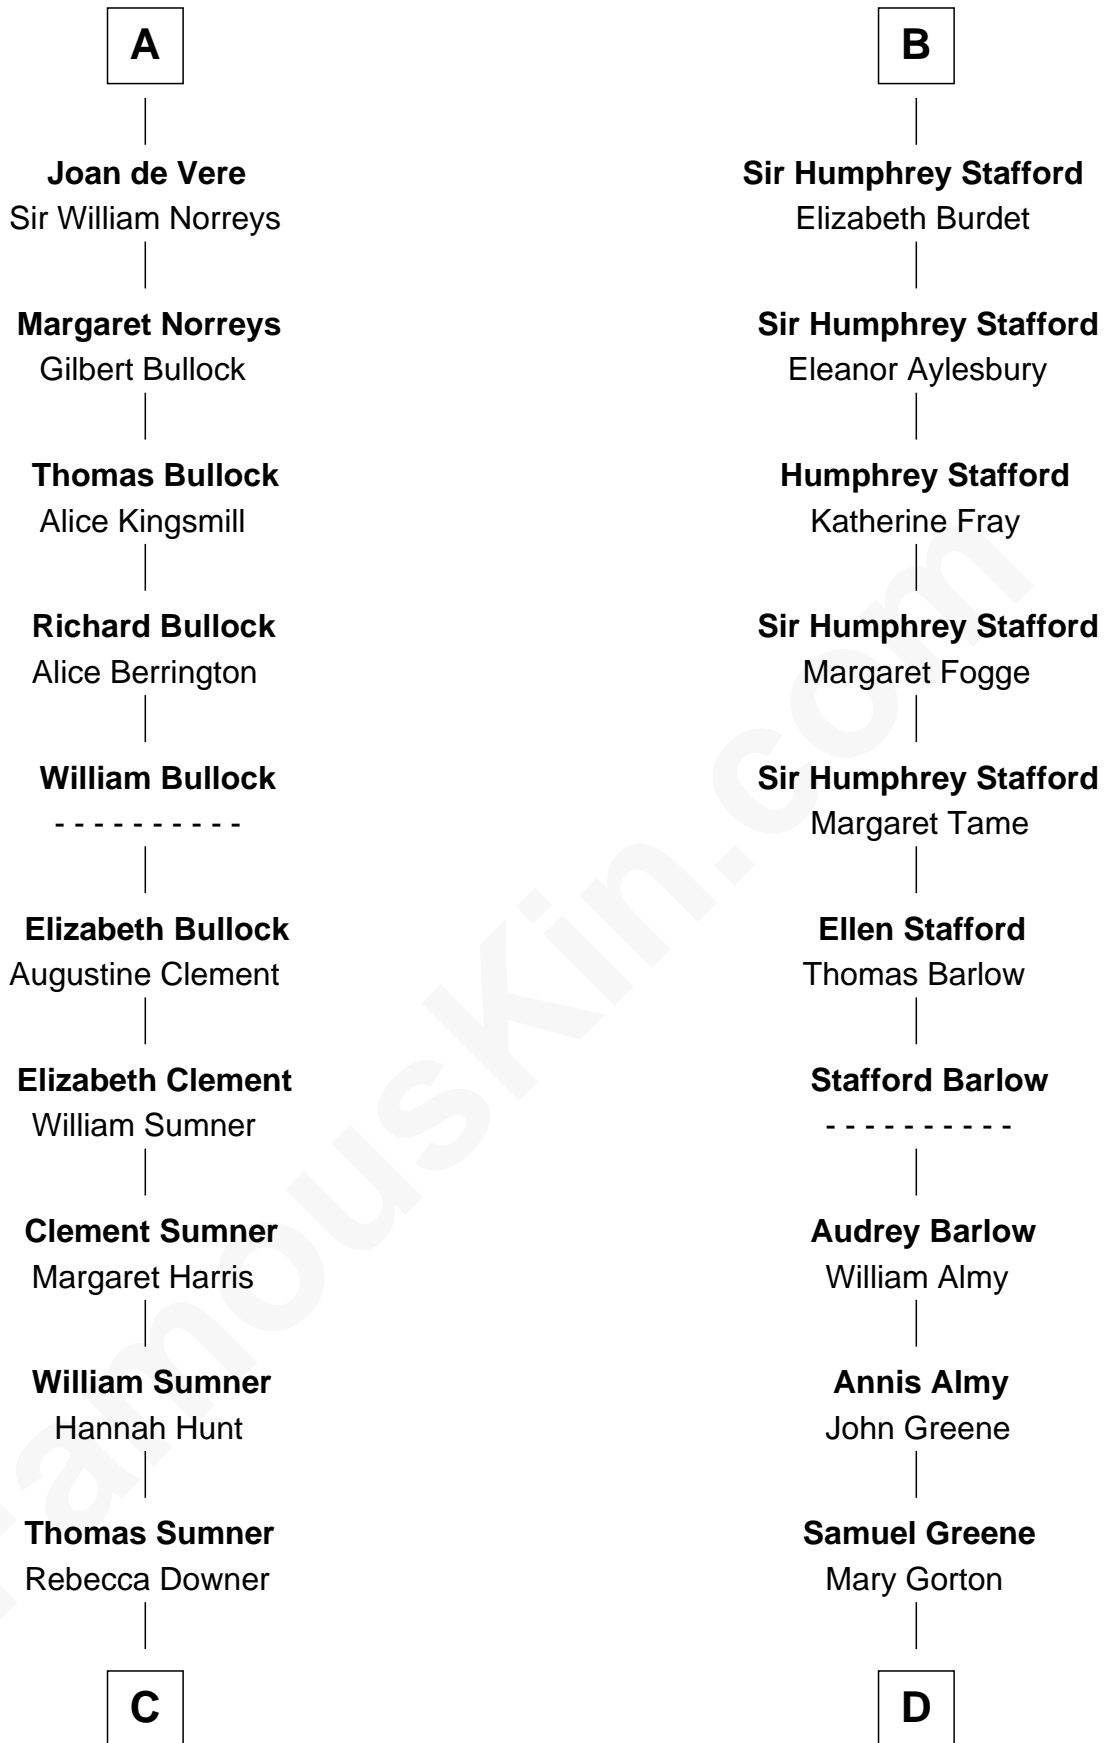 A
Joan de Vere
Sir William Norreys
Margaret Norreys
Gilbert Bullock
Thomas Bullock
Alice Kingsmill
Richard Bullock
Alice Berrington
William Bullock
- - - - - - - - - -
Elizabeth Bullock
Augustine Clement
Elizabeth Clement
William Sumner
Clement Sumner
Margaret Harris
William Sumner
Hannah Hunt
Thomas Sumner
Rebecca Downer
C
B
Sir Humphrey Stafford
Elizabeth Burdet
Sir Humphrey Stafford
Eleanor Aylesbury
Humphrey Stafford
Katherine Fray
Sir Humphrey Stafford
Margaret Fogge
Sir Humphrey Stafford
Margaret Tame
Ellen Stafford
Thomas Barlow
Stafford Barlow
- - - - - - - - - -
Audrey Barlow
William Almy
Annis Almy
John Greene
Samuel Greene
Mary Gorton
D
FamousKin.com